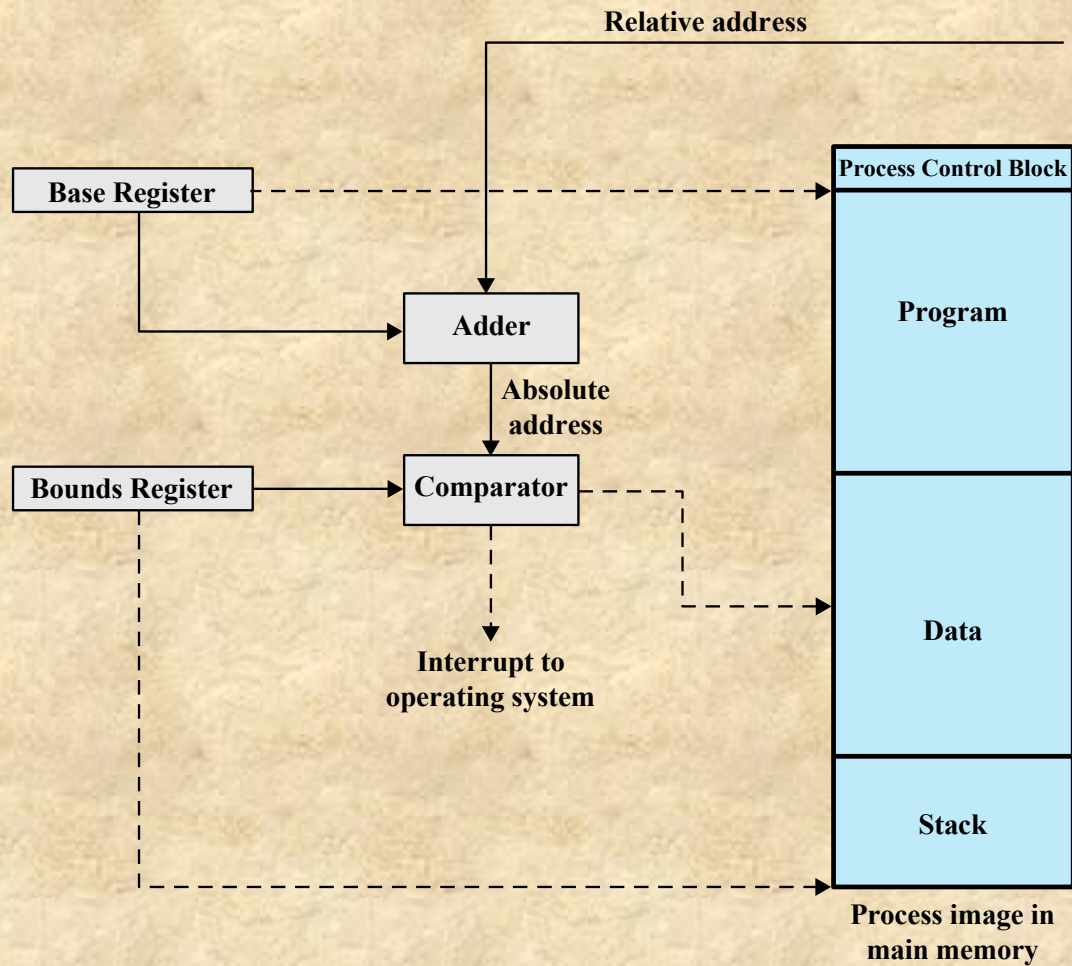 Relative address
Process Control Block
Base Register
Program
Adder
Absolute
address
Bounds Register
Comparator
Data
Interrupt to
operating system
Stack
Process image in
main memory